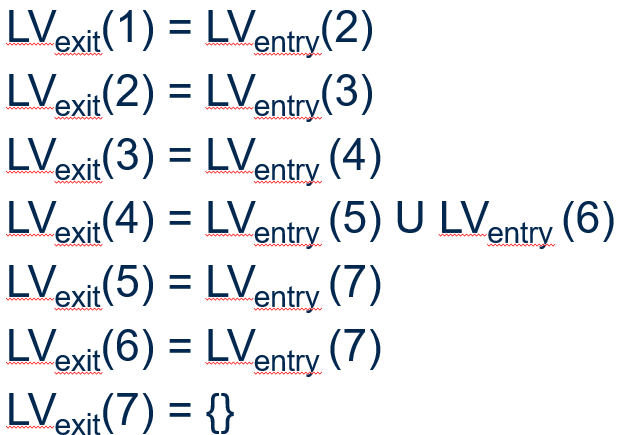 LVexit(1) = LVentry(2)
LVexit(2) = LVentry(3)
LVexit(3) = LVentry (4)
LVexit(4) = LVentry (5) U LVentry (6)
LVexit(5) = LVentry (7)
LVexit(6) = LVentry (7)
LVexit(7) = {}